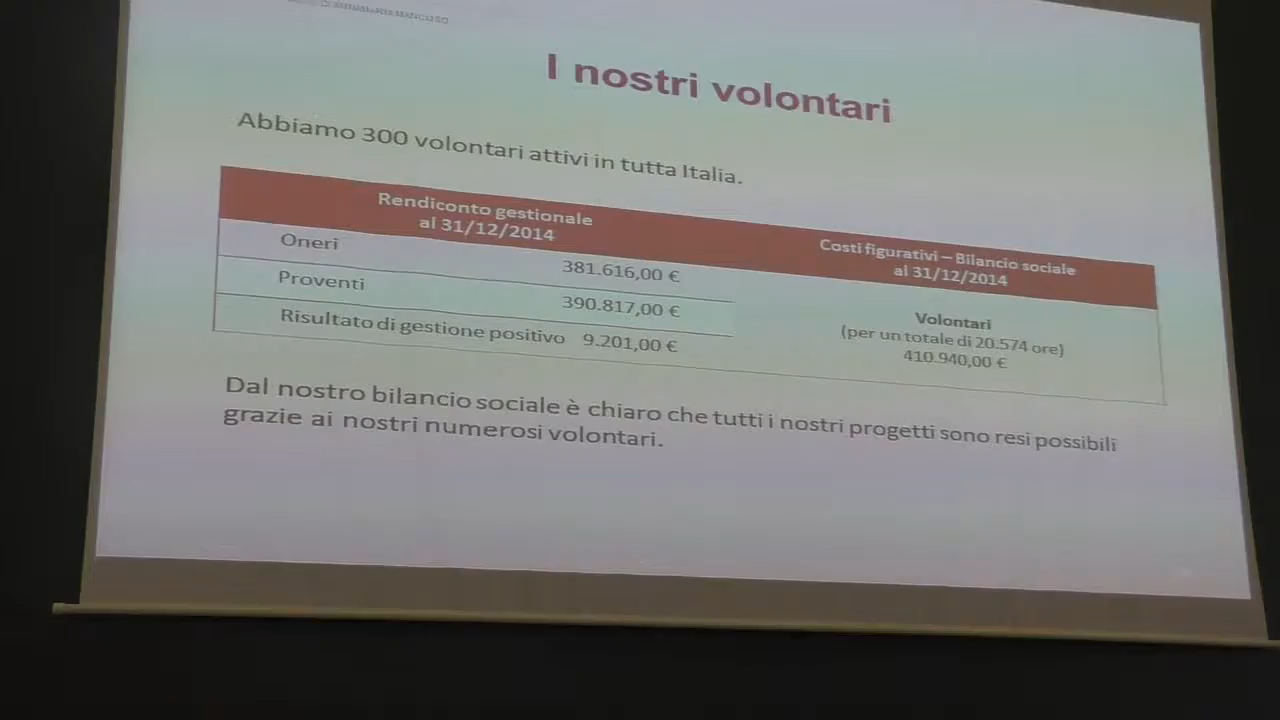 I nostri volontari
Abbiamo 300 volontari attivi in tutta Italia.
Rendiconto gestionale
al 31/12/2014
Costi figurativi – Bilancio sociale
al 31/12/2014
Oneri 381.616,00 €
Proventi 390.817,00 €
Risultato di gestione positivo 9.201,00 €
Volontari
(per un totale di 20.574 ore)
410.940,00 €
Dal nostro bilancio sociale è chiaro che tutti i nostri progetti sono resi possibili
grazie ai nostri numerosi volontari.